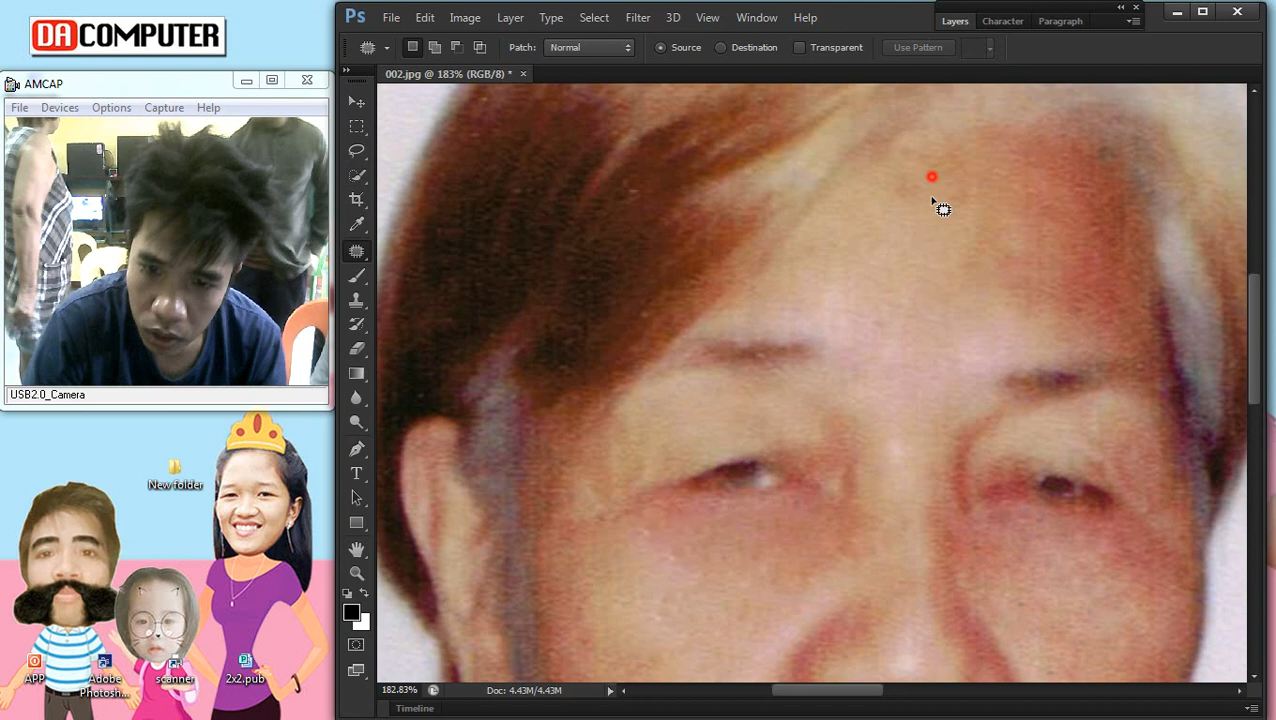 DA COMPUTER
AMCAP
File Devices Options Capture Help
USB2.0_Camera
New folder
APP
Adobe
Photosh...
scanner
2x2.pub
Ps File Edit Image Layer Type Select Filter 3D View Window Help
Layers Character Paragraph
Patch: Normal Source Destination Transparent Use Pattern
002.jpg @ 183% (RGB/8) *
T
182.83% Doc: 4.43M/4.43M
Timeline